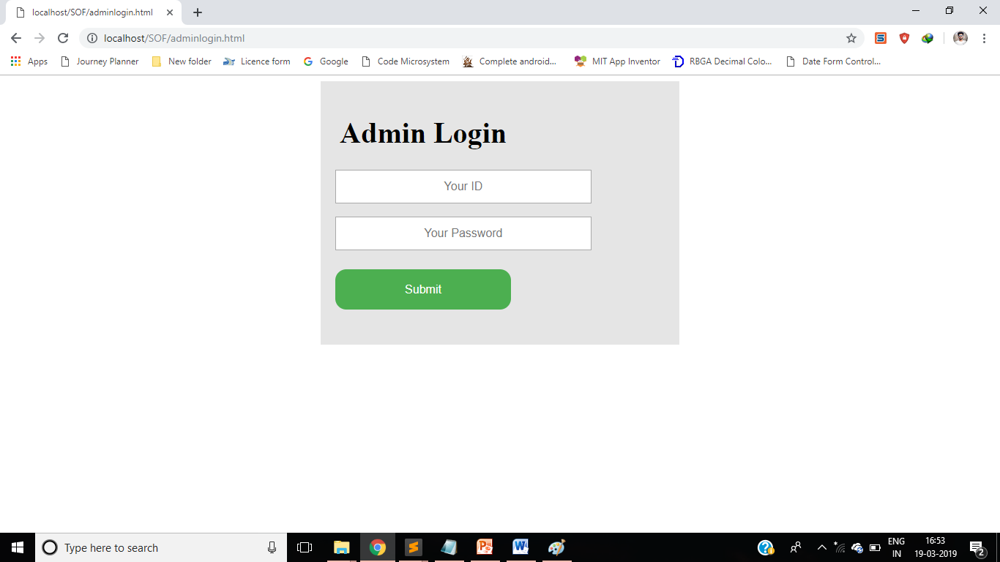 localhost/SOF/adminlogin.html
localhost/SOF/adminlogin.html
Apps Journey Planner New folder Licence form Google Code Microsystem Complete android... MIT App Inventor RBGA Decimal Colo... Date Form Control...
Admin Login
Your ID
Your Password
Submit
Type here to search
ENG
IN
16:53
19-03-2019
2